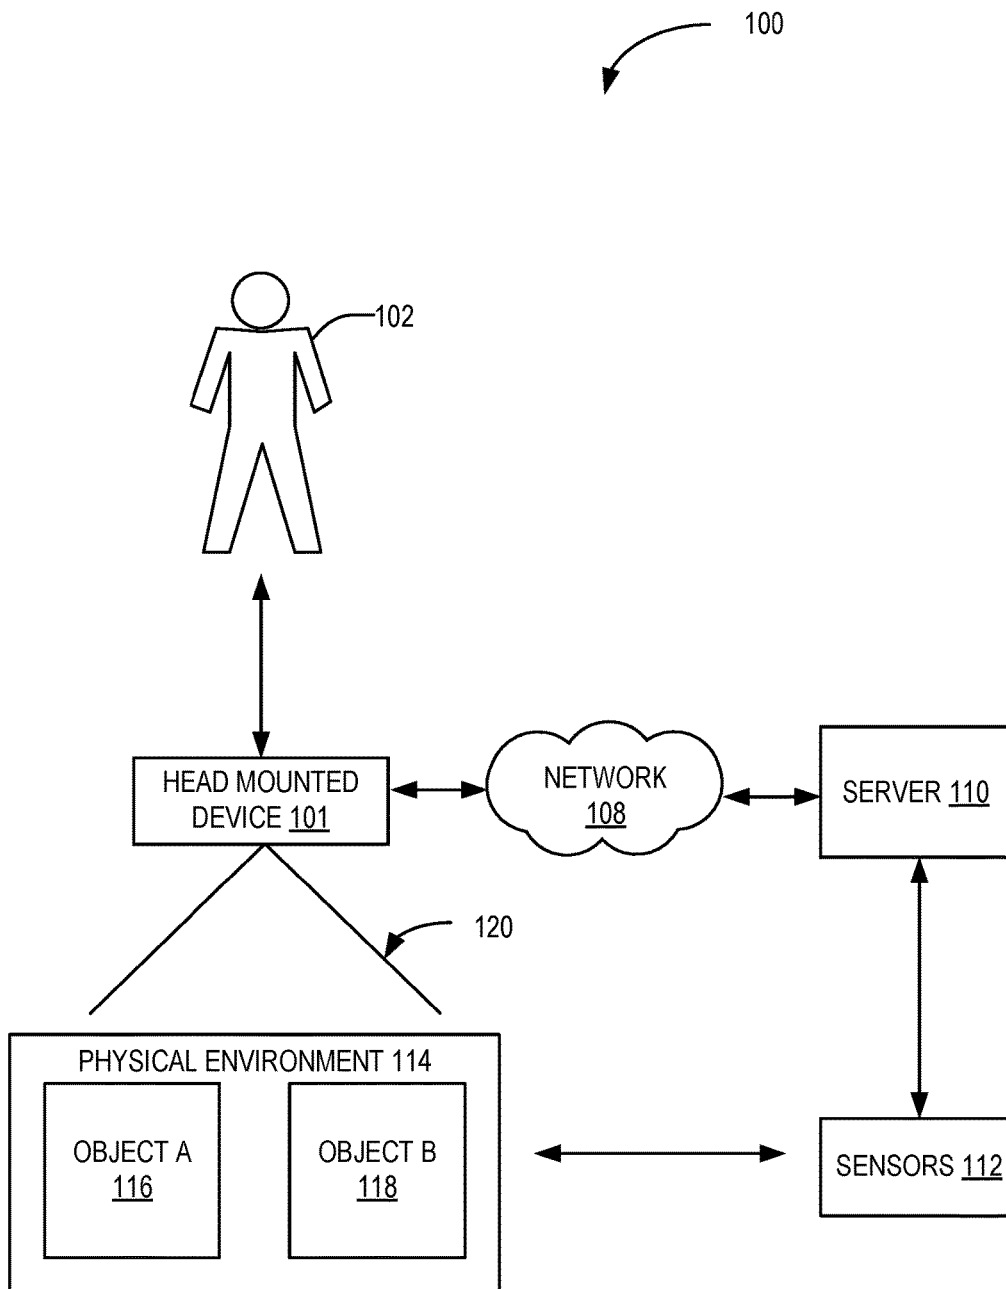 100
102
HEAD MOUNTED
DEVICE 101
NETWORK
108
SERVER 110
120
PHYSICAL ENVIRONMENT 114
OBJECT A
116
OBJECT B
118
SENSORS 112